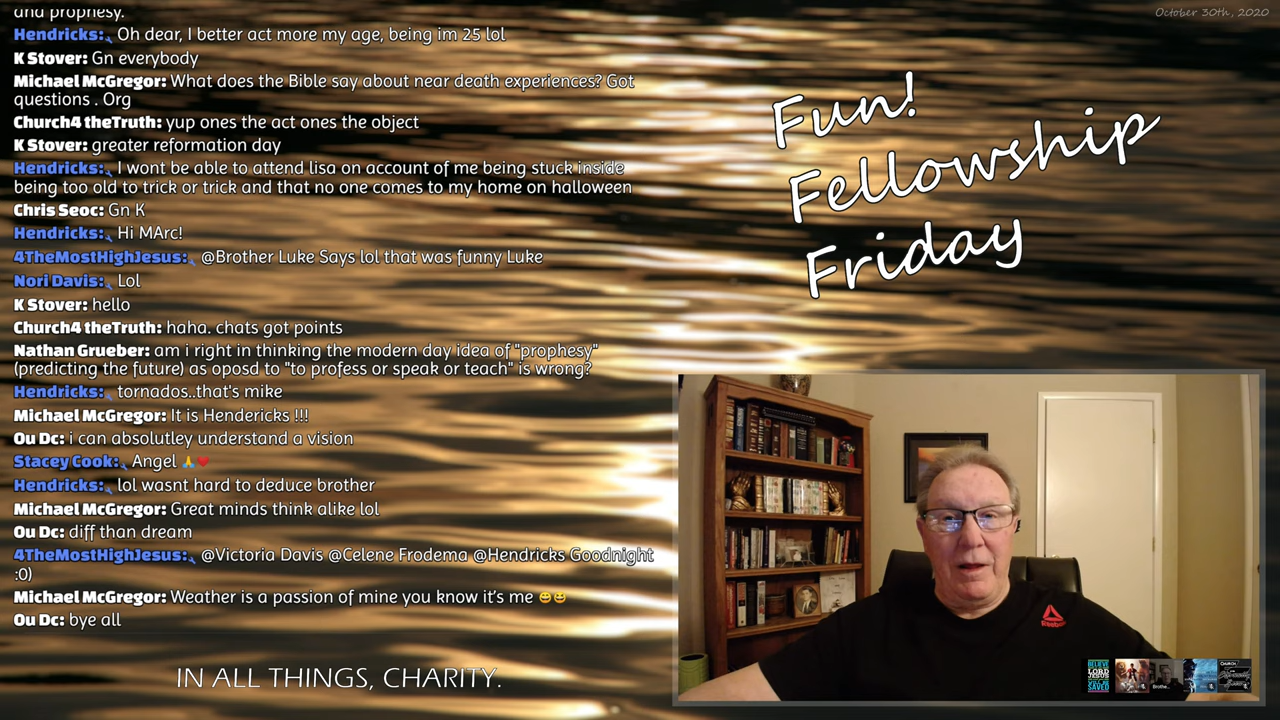 and prophesy.
Hendricks: Oh dear, I better act more my age, being im 25 lol
K Stover: Gn everybody
Michael McGregor: What does the Bible say about near death experiences? Got
questions . Org
Church4 theTruth: yup ones the act ones the object
K Stover: greater reformation day
Hendricks: I wont be able to attend lisa on account of me being stuck inside
being too old to trick or trick and that no one comes to my home on halloween
Chris Seoc: Gn K
Hendricks: Hi MArc!
4TheMostHighJesus: @Brother Luke Says lol that was funny Luke
Nori Davis: Lol
K Stover: hello
Church4 theTruth: haha. chats got points
Nathan Grueber: am i right in thinking the modern day idea of "prophesy"
(predicting the future) as oposd to "to profess or speak or teach" is wrong?
Hendricks: tornados..that's mike
Michael McGregor: It is Hendericks !!!
Ou Dc: i can absolutley understand a vision
Stacey Cook: Angel 🙏❤️
Hendricks: lol wasnt hard to deduce brother
Michael McGregor: Great minds think alike lol
Ou Dc: diff than dream
4TheMostHighJesus: @Victoria Davis @Celene Frodema @Hendricks Goodnight
:0)
Michael McGregor: Weather is a passion of mine you know it's me 😅😅
Ou Dc: bye all
IN ALL THINGS, CHARITY.
October 30th, 2020
Fun!
Fellowship
Friday
Reebok
BELIEVE
LORD
JESUS
SAVED
Brothe...
CHURCH